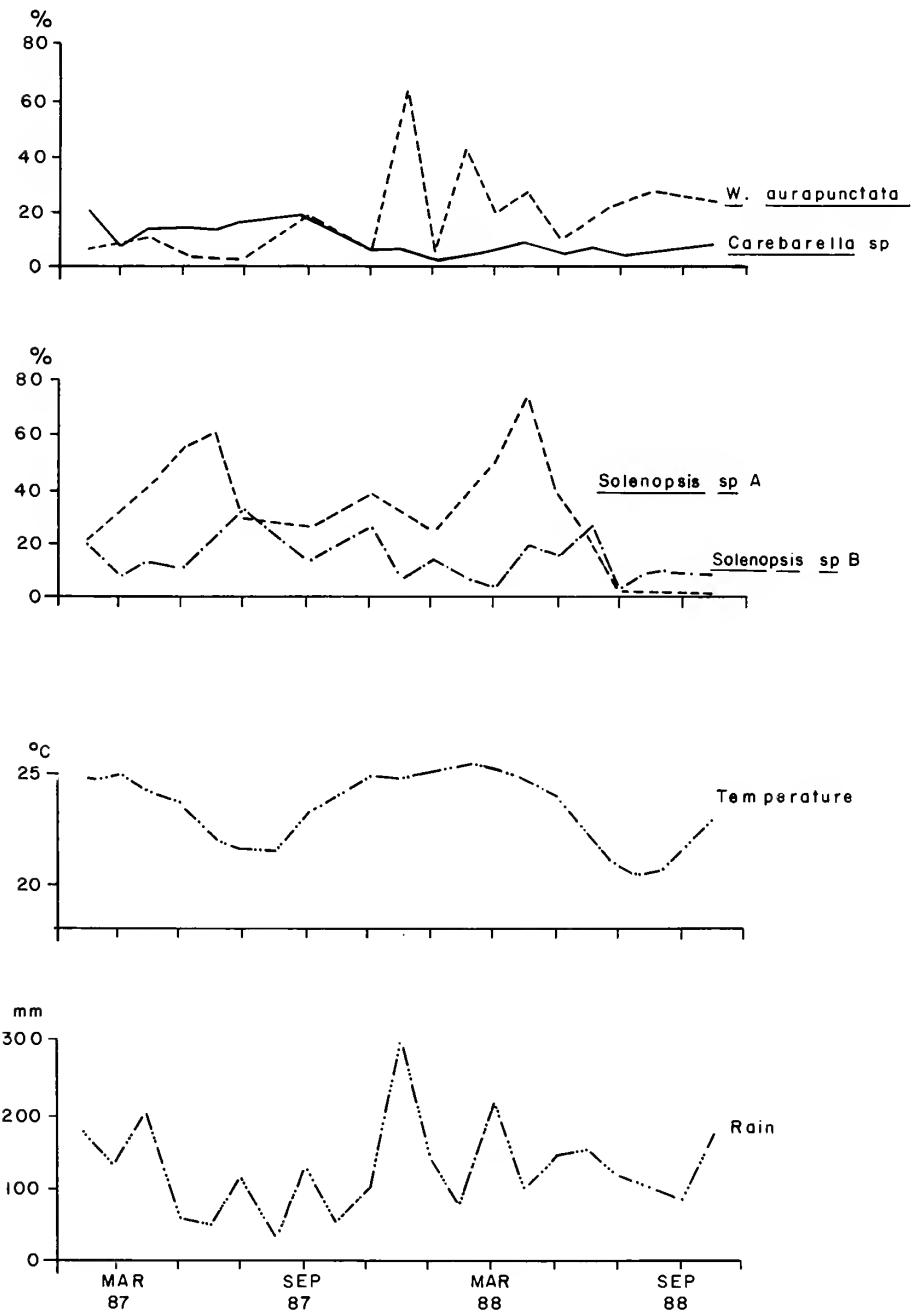 %
80
60
40
20
0
W. aurapunctata
Carebarella sp
%
80
60
40
20
0
Solenopsis sp A
Solenopsis sp B
°C
25
20
Temperature
mm
300
200
100
0
Rain
MAR SEP MAR SEP
87 87 88 88